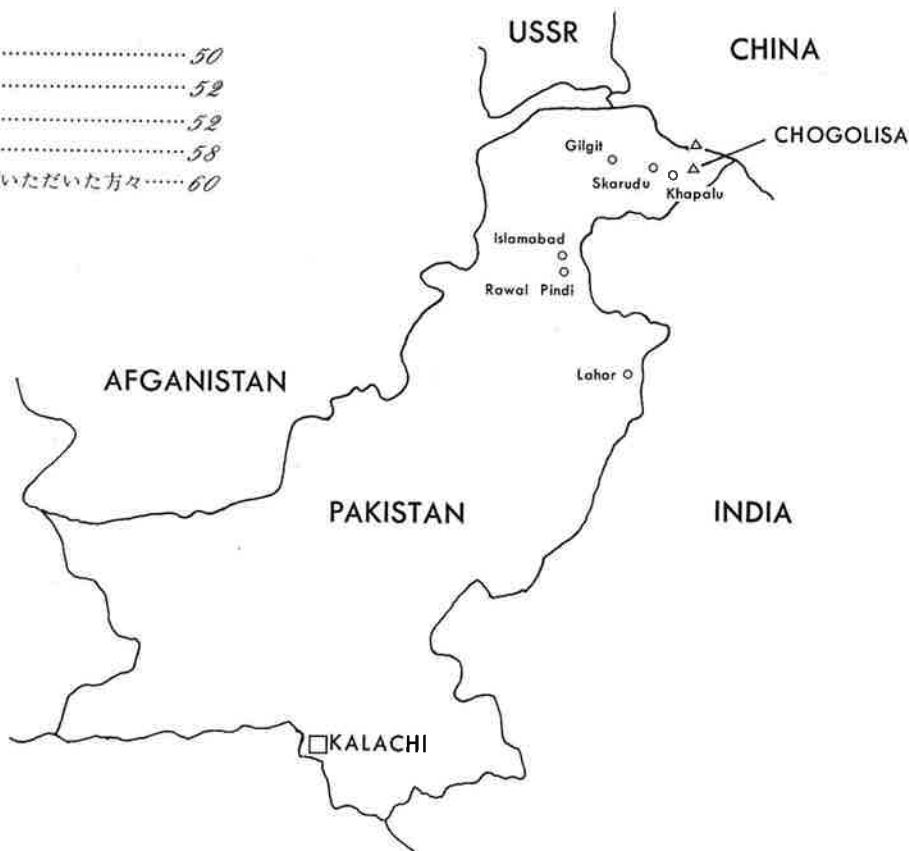 50
52
52
58
いただいた方々……60
USSR
CHINA
CHOGOLISA
Gilgit
Skarudu
Khapalu
Islamabad
Rawal Pindi
Lahor
AFGANISTAN
PAKISTAN
INDIA
KALACHI